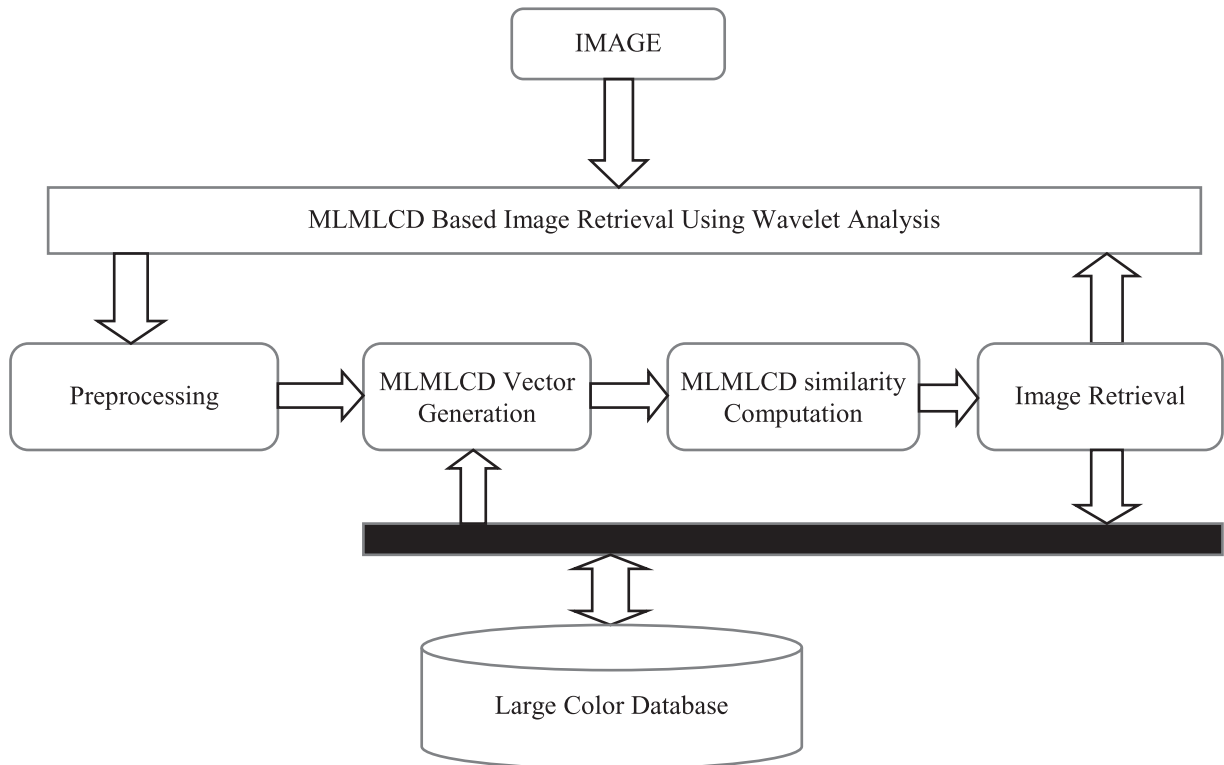 IMAGE
MLMLCD Based Image Retrieval Using Wavelet Analysis
Preprocessing
MLMLCD Vector
Generation
MLMLCD similarity
Computation
Image Retrieval
Large Color Database